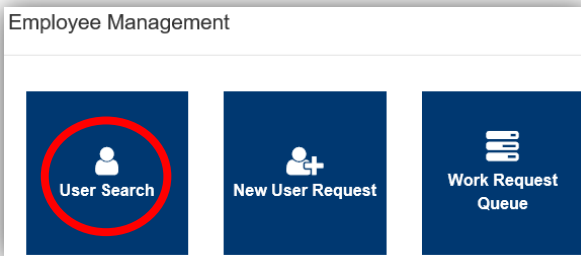 Employee Management
User Search
New User Request
Work Request
Queue